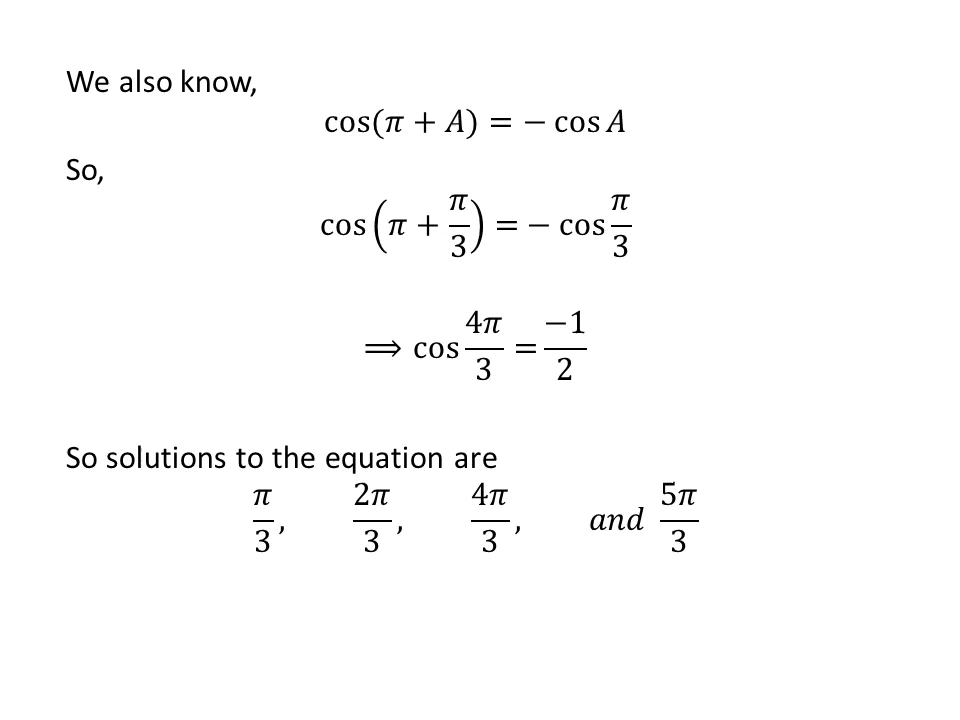 We also know,
cos(𝜋 + 𝐴) = − cos 𝐴
So,
cos (𝜋 + 𝜋/3) = − cos 𝜋/3
⟹ cos 4𝜋/3 = −1/2
So solutions to the equation are
𝜋/3, 2𝜋/3, 4𝜋/3, 𝑎𝑛𝑑 5𝜋/3